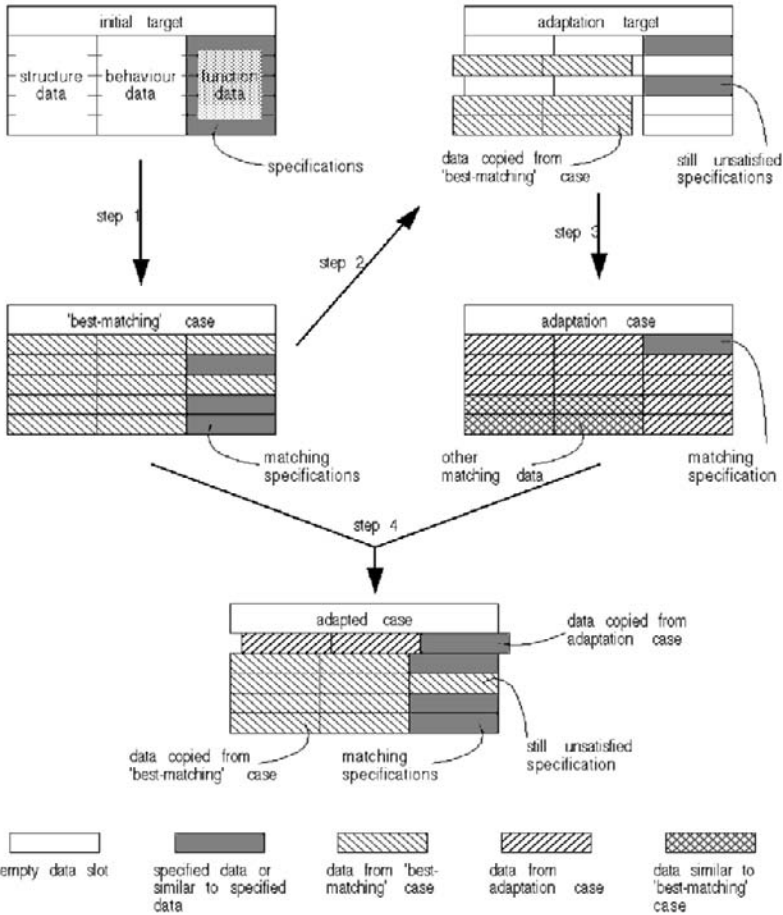 initial target
structure data
behaviour data
function data
specifications
step 1
adaptation target
data copied from
'best-matching' case
still unsatisfied
specifications
step 2
step 3
'best-matching' case
matching
specifications
adaptation case
other
matching data
matching
specification
step 4
adapted case
data copied from
adaptation case
data copied from
'best-matching' case
matching
specifications
still unsatisfied
specification
empty data slot
specified data or
similar to specified
data
data from 'best-
matching' case
data from
adaptation case
data similar to
'best-matching'
case